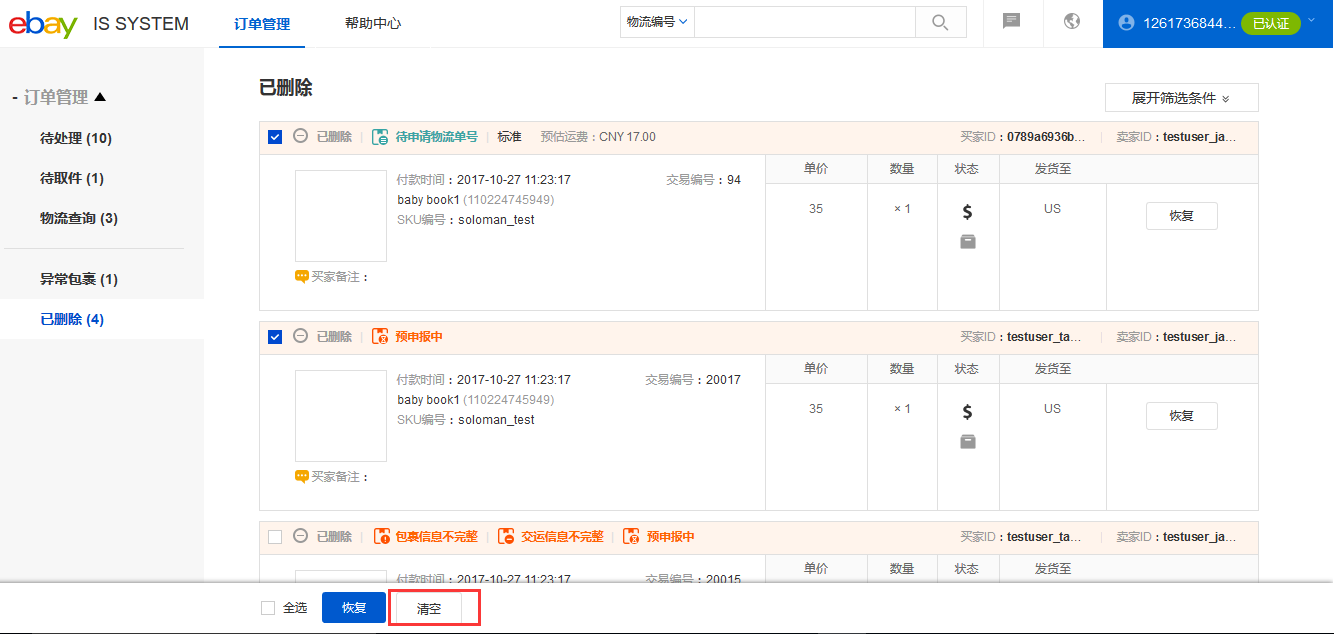 ebay IS SYSTEM 订单管理 帮助中心 物流编号 1261736844... 已认证
- 订单管理
待处理 (10)
待取件 (1)
物流查询 (3)
异常包裹 (1)
已删除 (4)
已删除
展开筛选条件
已删除 待申请物流单号 标准 预估运费：CNY 17.00 买家ID：0789a6936b... 卖家ID：testuser_ja...
付款时间：2017-10-27 11:23:17 交易编号：94
baby book1 (110224745949)
SKU编号：soloman_test
买家备注：
单价 数量 状态 发货至
35 × 1 $ US 恢复
已删除 预申报中 买家ID：testuser_ta... 卖家ID：testuser_ja...
付款时间：2017-10-27 11:23:17 交易编号：20017
baby book1 (110224745949)
SKU编号：soloman_test
买家备注：
单价 数量 状态 发货至
35 × 1 $ US 恢复
已删除 包裹信息不完整 交运信息不完整 预申报中 买家ID：testuser_ta... 卖家ID：testuser_ja...
付款时间：2017-10-27 11:23:17 交易编号：20015
单价 数量 状态 发货至
全选 恢复 清空